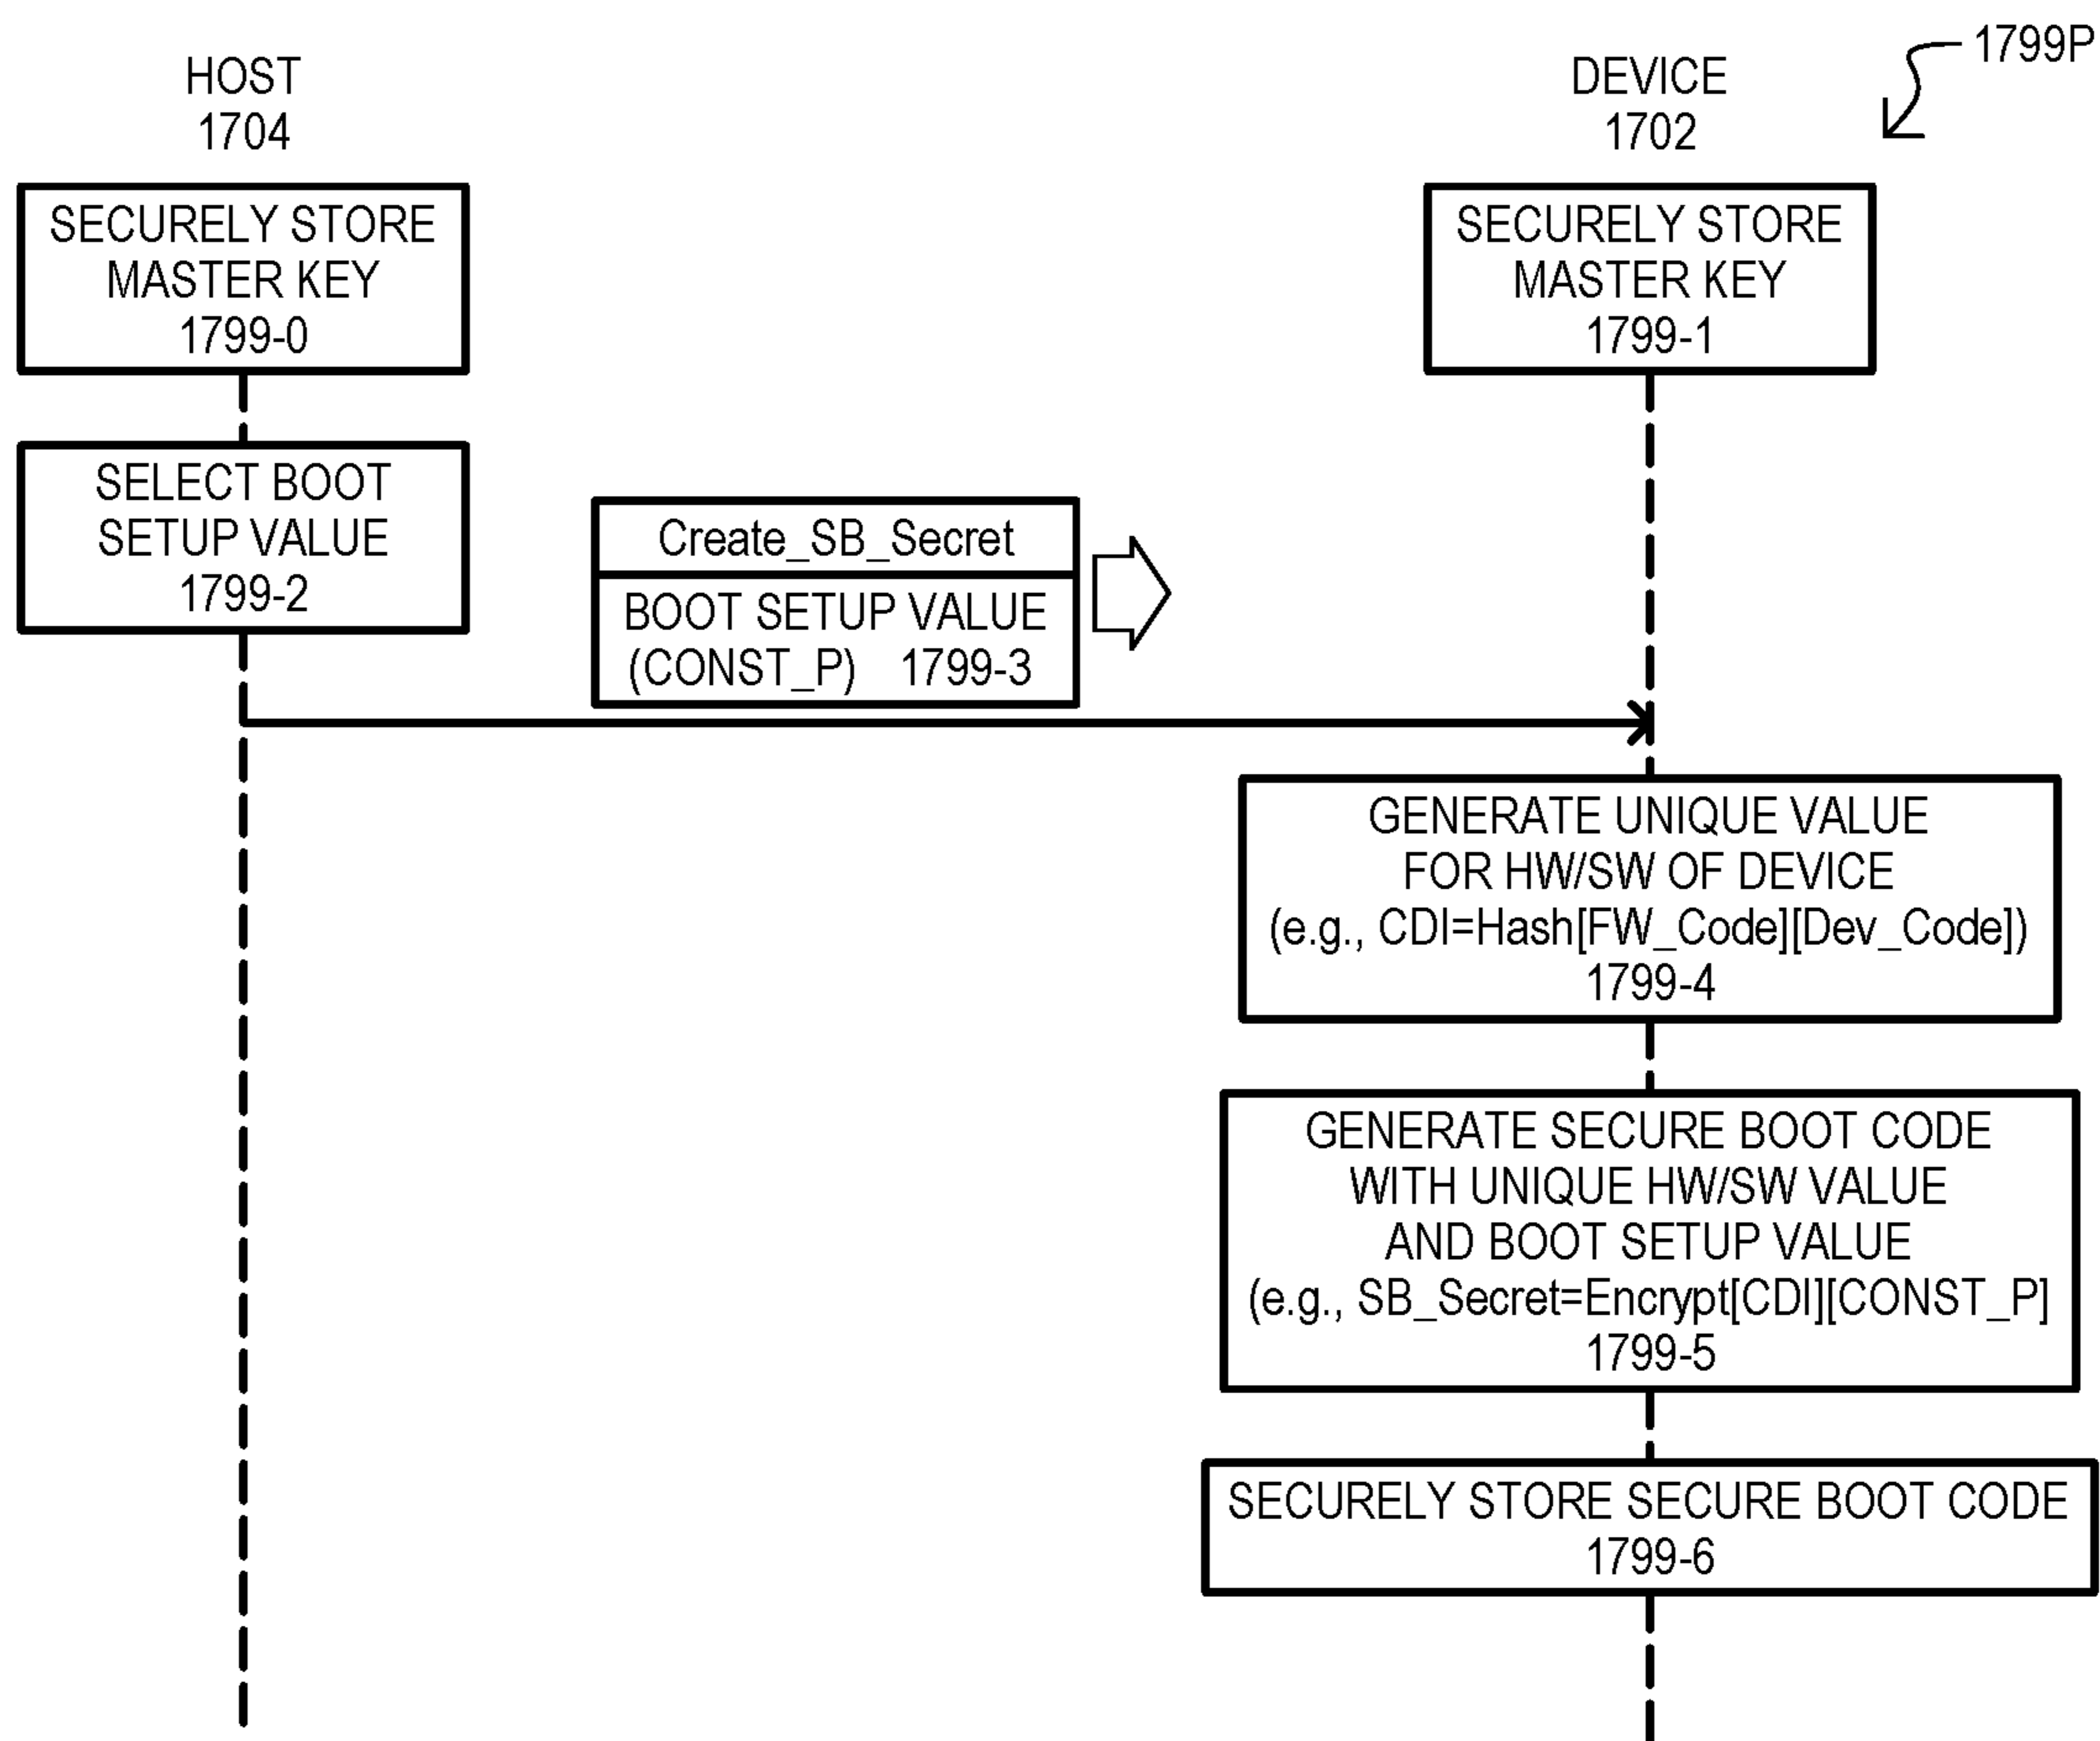 1799P
HOST
1704
DEVICE
1702
SECURELY STORE
MASTER KEY
1799-0
SECURELY STORE
MASTER KEY
1799-1
SELECT BOOT
SETUP VALUE
1799-2
Create_SB_Secret
BOOT SETUP VALUE
(CONST_P) 1799-3
GENERATE UNIQUE VALUE
FOR HW/SW OF DEVICE
(e.g., CDI=Hash[FW_Code][Dev_Code])
1799-4
GENERATE SECURE BOOT CODE
WITH UNIQUE HW/SW VALUE
AND BOOT SETUP VALUE
(e.g., SB_Secret=Encrypt[CDI][CONST_P]
1799-5
SECURELY STORE SECURE BOOT CODE
1799-6